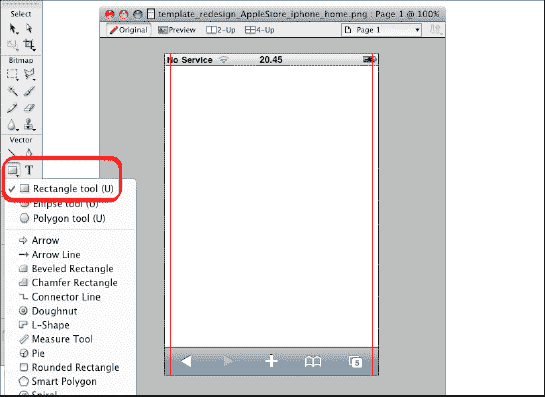 Select
template_redesign_AppleStore_iphone_home.png : Page 1 @ 100%
Original
Preview
2-Up
4-Up
Page 1
Bitmap
No Service
20.45
Vector
T
✓ Rectangle tool (U)
Ellipse tool (U)
Polygon tool (U)
Arrow
Arrow Line
Beveled Rectangle
Chamfer Rectangle
Connector Line
Doughnut
L-Shape
Measure Tool
Pie
Rounded Rectangle
Smart Polygon
Spiral
5